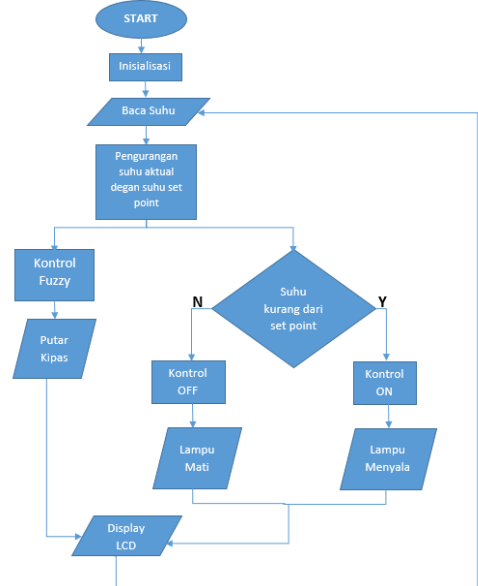 START
Inisialisasi
Baca Suhu
Pengurangan
suhu aktual
degan suhu set
point
Kontrol
Fuzzy
Putar
Kipas
Suhu
kurang dari
set point
N
Y
Kontrol
OFF
Kontrol
ON
Lampu
Mati
Lampu
Menyala
Display
LCD